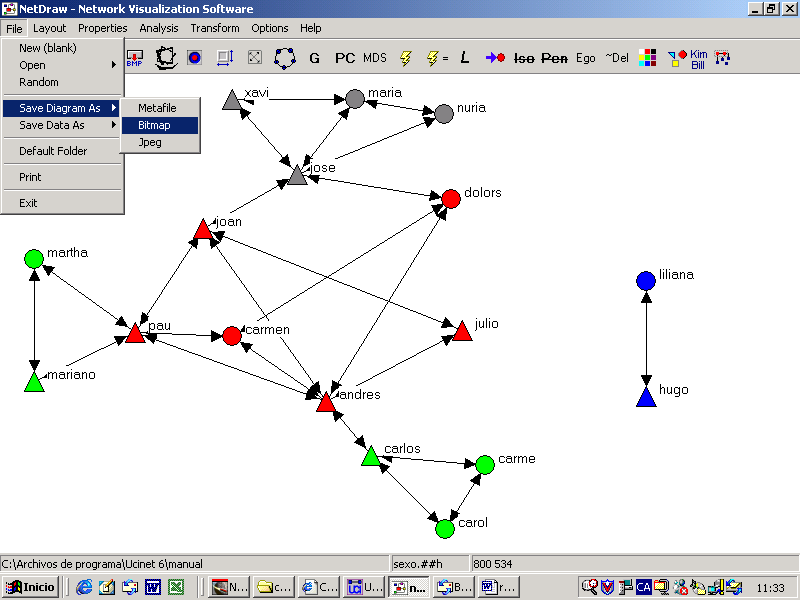 NetDraw - Network Visualization Software
File Layout Properties Analysis Transform Options Help
BMP G PC MDS = L Iso Pen Ego ~Del Kim Bill
New (blank)
Open
Random
Save Diagram As
Save Data As
Default Folder
Print
Exit
Metafile
Bitmap
Jpeg
xavi
maria
nuria
jose
dolors
joan
martha
liliana
pau
carmen
julio
mariano
andres
hugo
carlos
carme
carol
C:\Archivos de programa\Ucinet 6\manual sexo.##h 800 534
Inicio N... c... C... U... n... B... r... CA 11:33